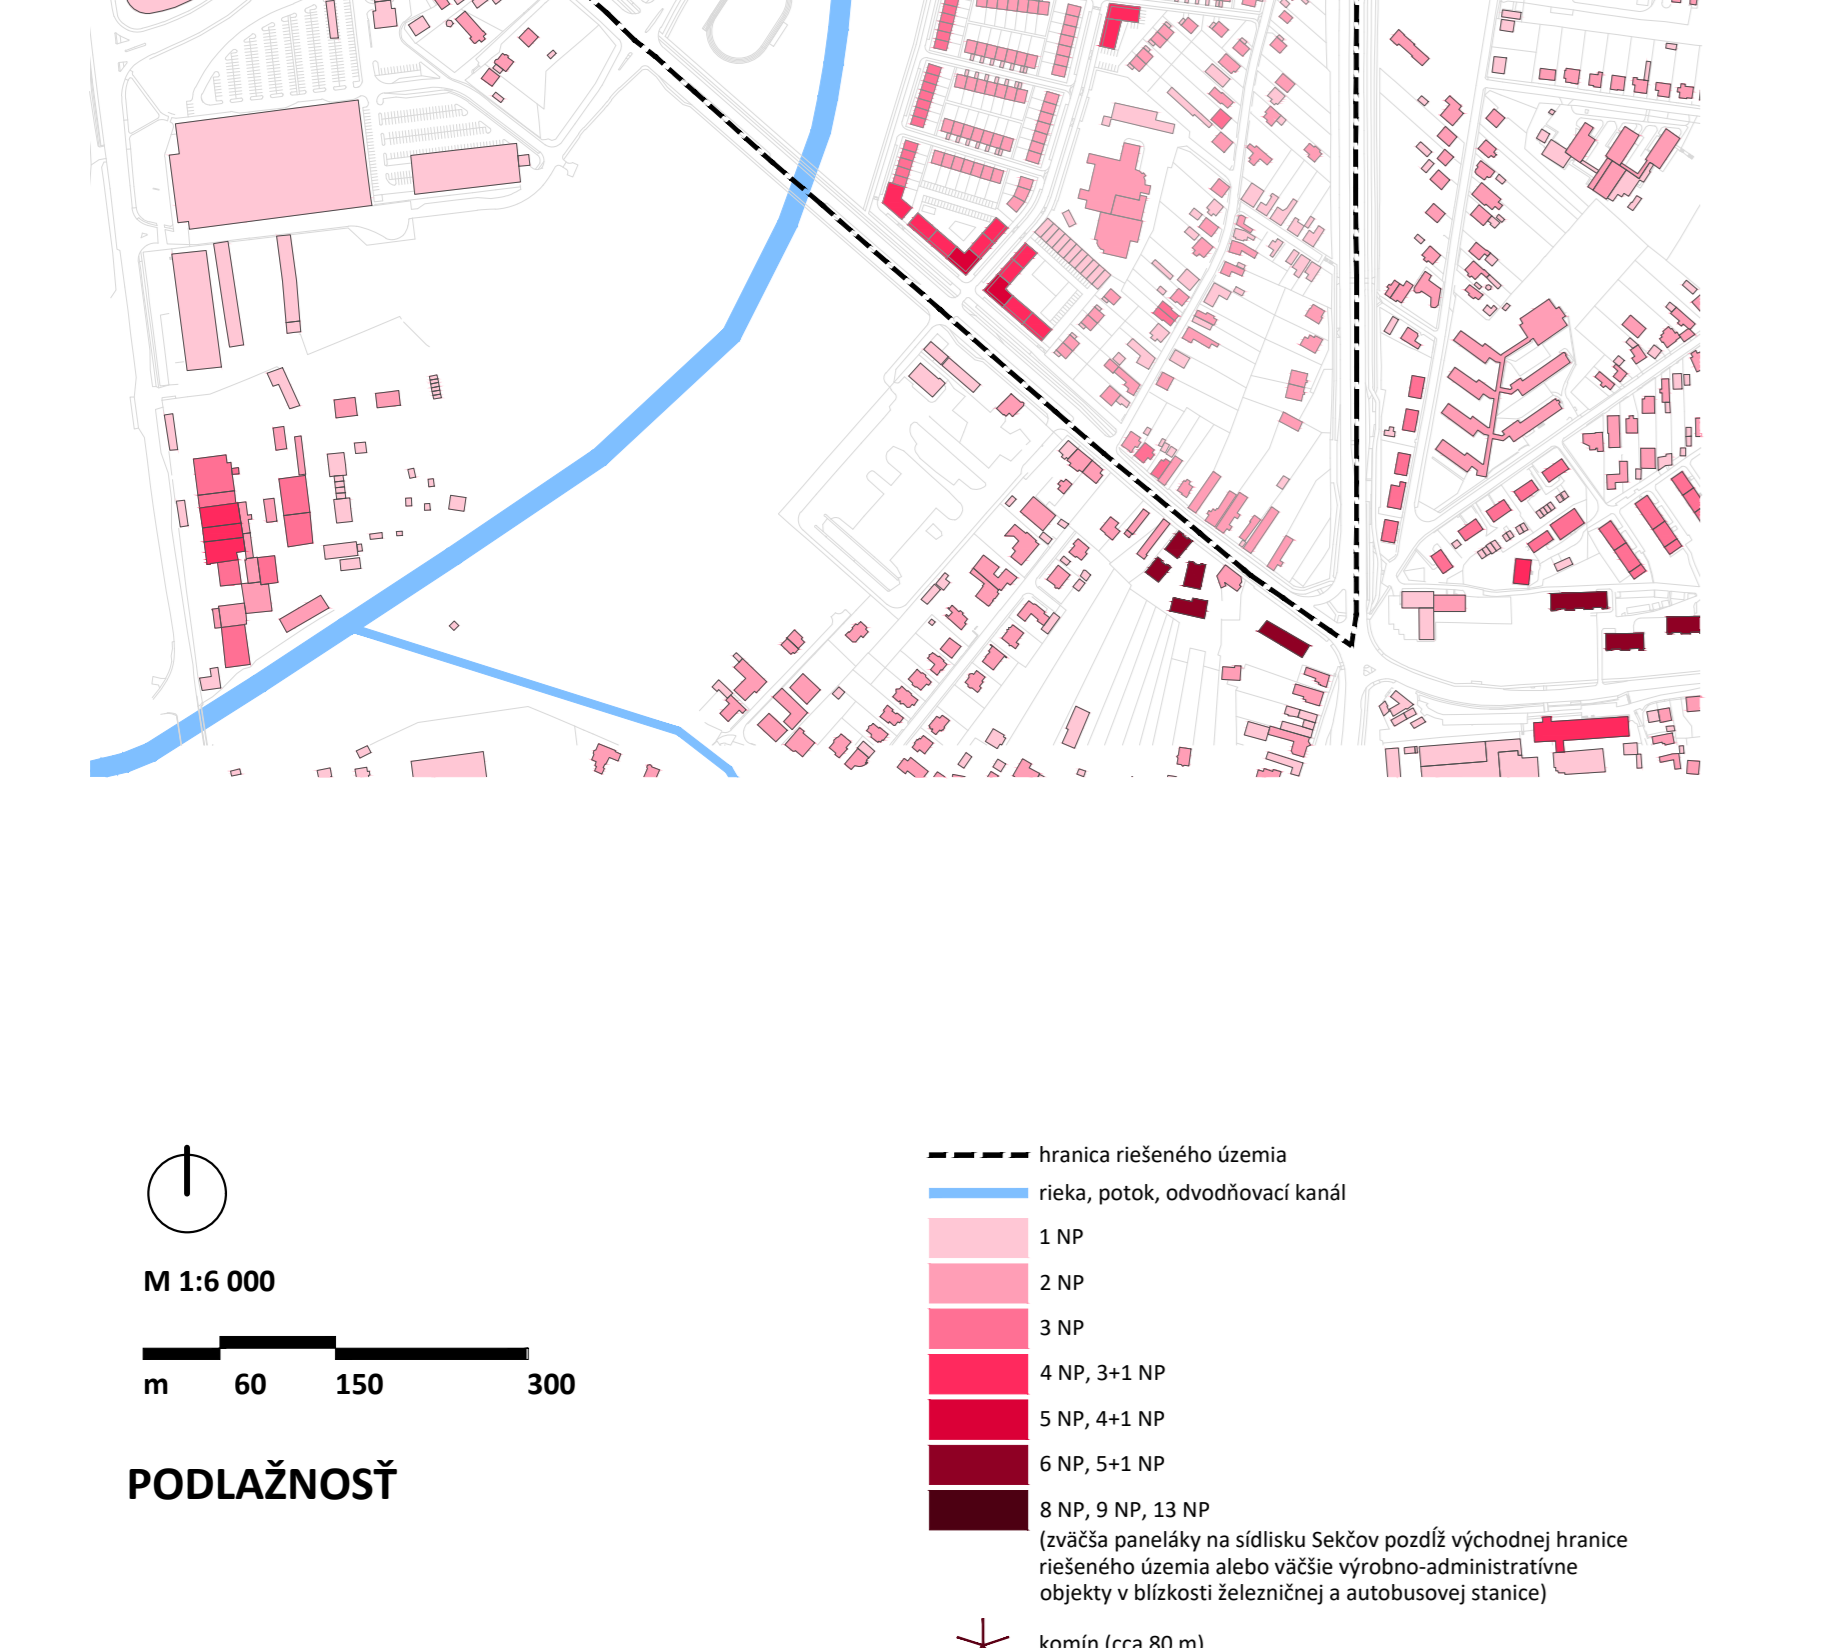 M 1:6 000
m 60 150 300
PODLAŽNOSŤ
hranica riešeného územia
rieka, potok, odvodňovací kanál
1 NP
2 NP
3 NP
4 NP, 3+1 NP
5 NP, 4+1 NP
6 NP, 5+1 NP
8 NP, 9 NP, 13 NP
(zväčša paneláky na sídlisku Sekčov pozdĺž východnej hranice
riešeného územia alebo väčšie výrobno-administratívne
objekty v blízkosti železničnej a autobusovej stanice)
komín (cca 80 m)